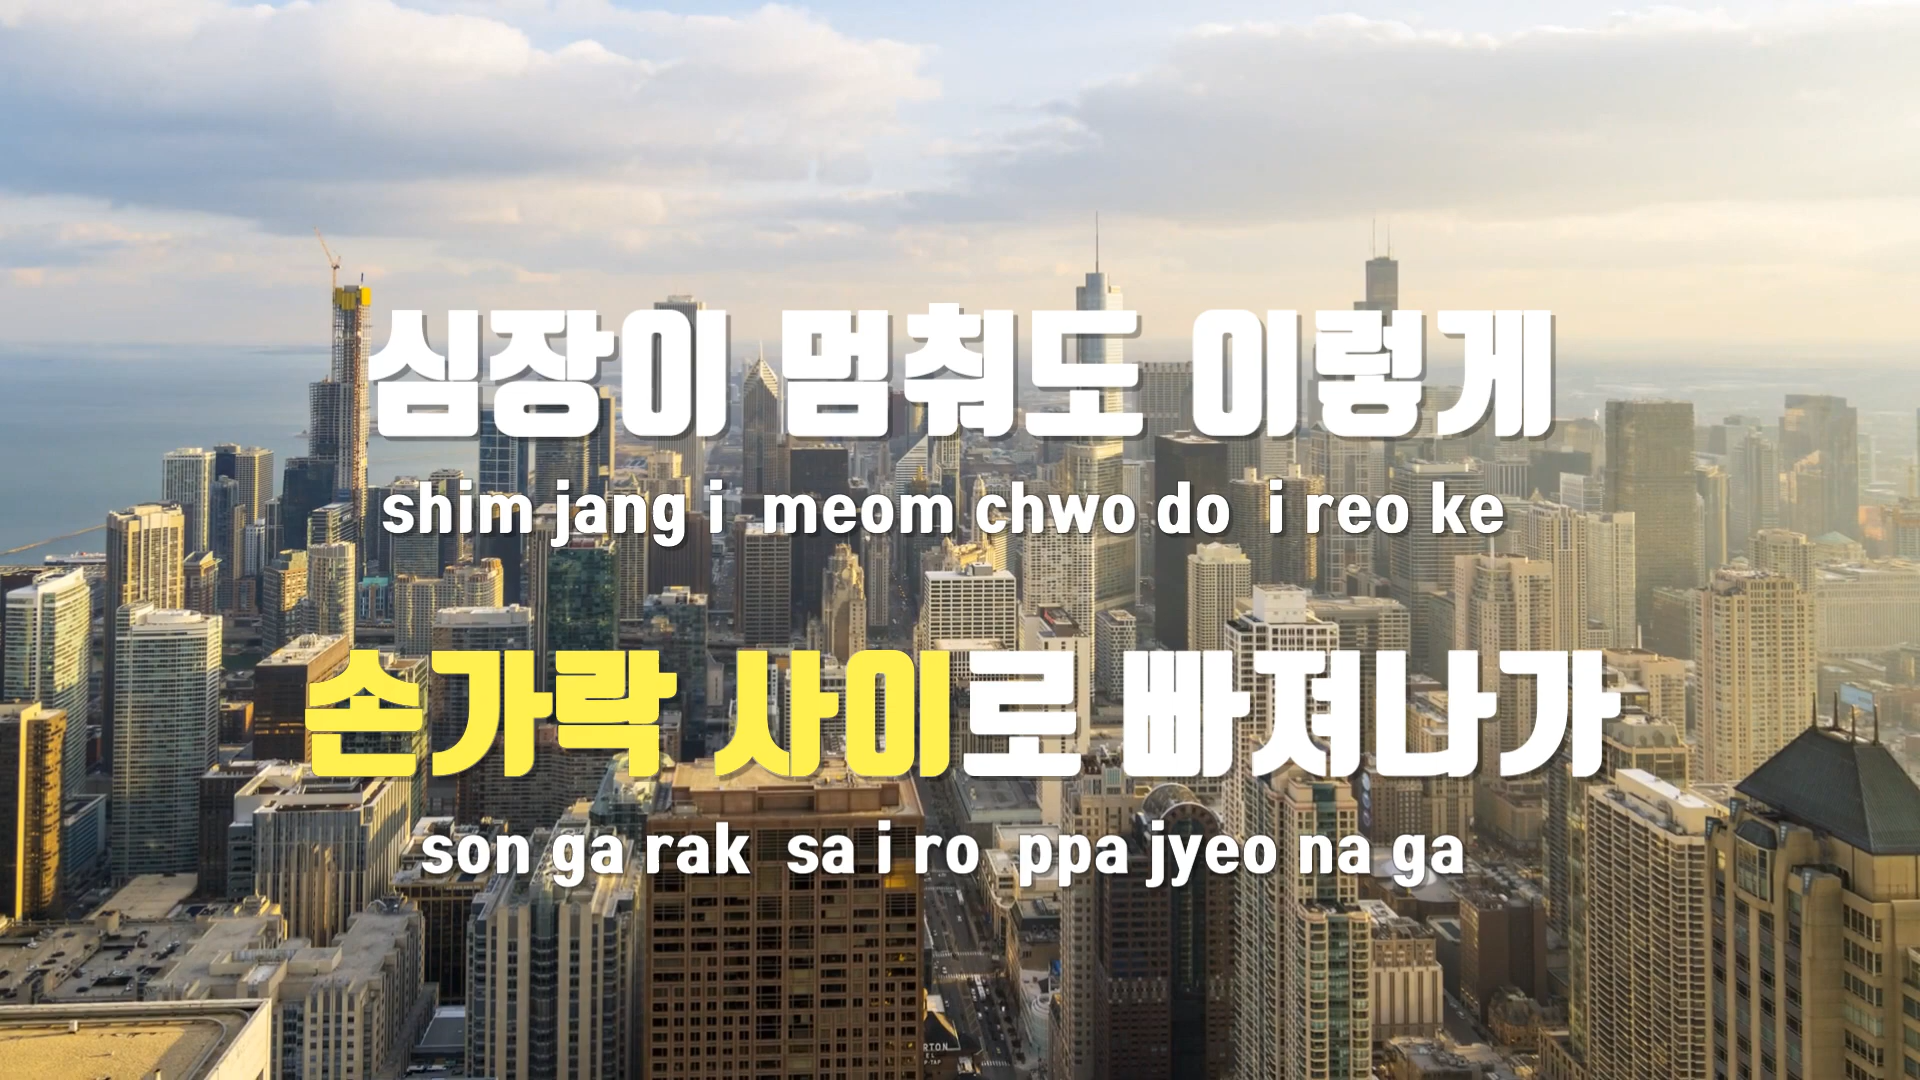 심장이 멈춰도 이렇게
shim jang i meom chwo do i reo ke
손가락 사이로 빠져나가
son ga rak sa i ro ppa jyeo na ga